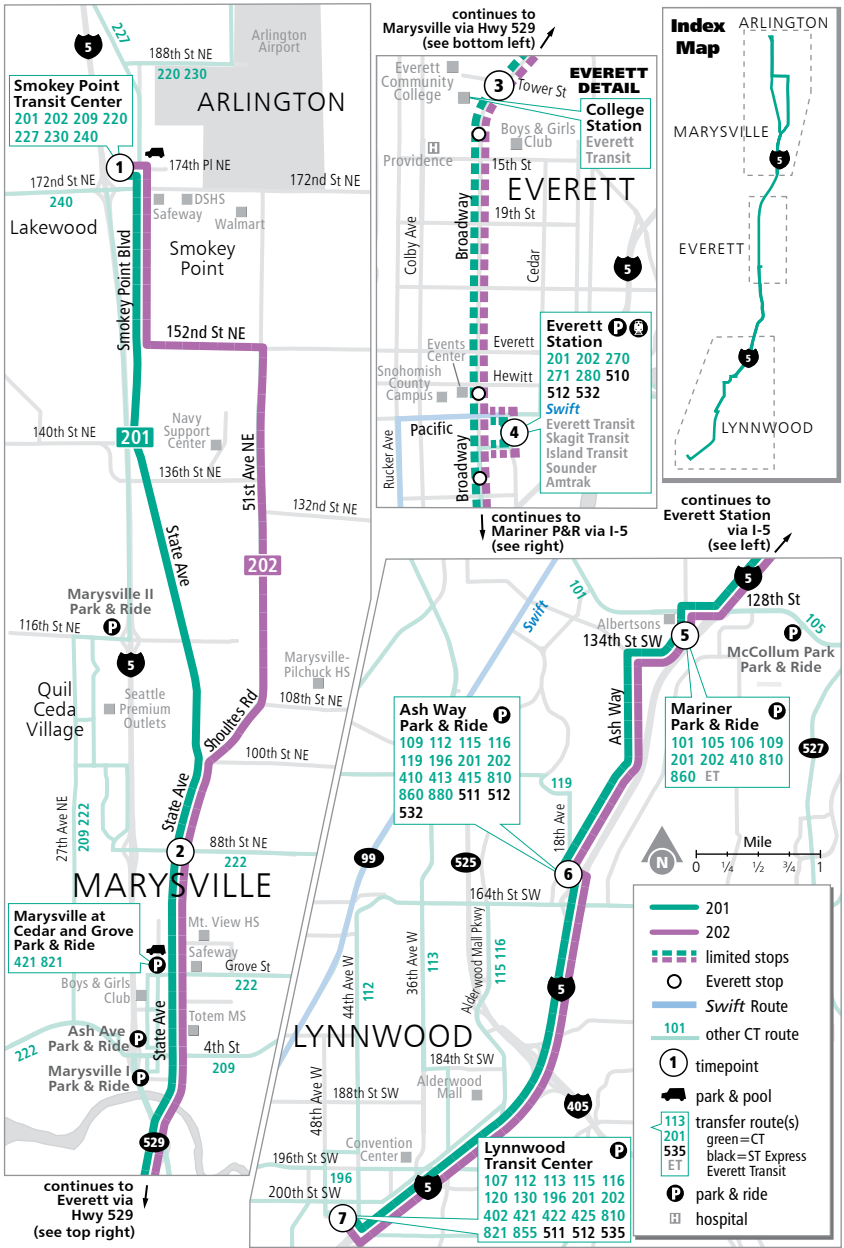 5
227
188th St NE
220 230
Arlington
Airport
Smokey Point
Transit Center
201 202 209 220
227 230 240
ARLINGTON
1
174th Pl NE
172nd St NE
172nd St NE
240
DSHS
Safeway
Walmart
Lakewood
Smokey
Point
Smokey Point Blvd
152nd St NE
201
Navy
Support
Center
140th St NE
136th St NE
51st Ave NE
132nd St NE
State Ave
202
Marysville II
Park & Ride
P
116th St NE
5
Marysville-
Pilchuck HS
Quil
Ceda
Village
Seattle
Premium
Outlets
108th St NE
Shoultes Rd
100th St NE
State Ave
27th Ave NE
209 222
2
88th St NE
222
MARYSVILLE
Marysville at
Cedar and Grove
Park & Ride
421 821
P
Mt. View HS
Safeway
Grove St
222
Boys & Girls
Club
State Ave
Totem MS
Ash Ave
Park & Ride
P
222
4th St
209
Marysville I
Park & Ride
P
529
continues to
Everett via
Hwy 529
(see top right)
continues to
Marysville via Hwy 529
(see bottom left)
Everett
Community
College
3
EVERETT
DETAIL
Tower St
College
Station
Everett
Transit
H
Providence
Boys & Girls
Club
15th St
EVERETT
19th St
Colby Ave
Broadway
Cedar
5
Everett
Station
P
201 202 270
271 280 510
512 532
Swift
Everett Transit
Skagit Transit
Island Transit
Sounder
Amtrak
Events
Center
Everett
Hewitt
Snohomish
County
Campus
Pacific
4
Rucker Ave
Broadway
continues to
Mariner P&R via I-5
(see right)
Index
Map
ARLINGTON
MARYSVILLE
5
EVERETT
5
LYNNWOOD
continues to
Everett Station
via I-5
(see left)
5
128th St
101
Swift
Albertsons
134th St SW
5
105
P
McCollum Park
Park & Ride
Ash Way
Mariner
Park & Ride
P
101 105 106 109
201 202 410 810
860 ET
527
Ash Way
Park & Ride
P
109 112 115 116
119 196 201 202
410 413 415 810
860 880 511 512
532
119
18th Ave
99
525
6
164th St SW
N
Mile
0 ¼ ½ ¾ 1
44th Ave W
112
36th Ave W
113
Alderwood Mall Pkwy
115 116
5
LYNNWOOD
184th St SW
Alderwood
Mall
405
48th Ave W
188th St SW
Convention
Center
196th St SW
196
200th St SW
5
7
Lynnwood
Transit Center
P
107 112 113 115 116
120 130 196 201 202
402 421 422 425 810
821 855 511 512 535
201
202
limited stops
Everett stop
Swift Route
101
other CT route
1
timepoint
park & pool
113
201
535
ET
transfer route(s)
green=CT
black=ST Express
Everett Transit
P
park & ride
H
hospital